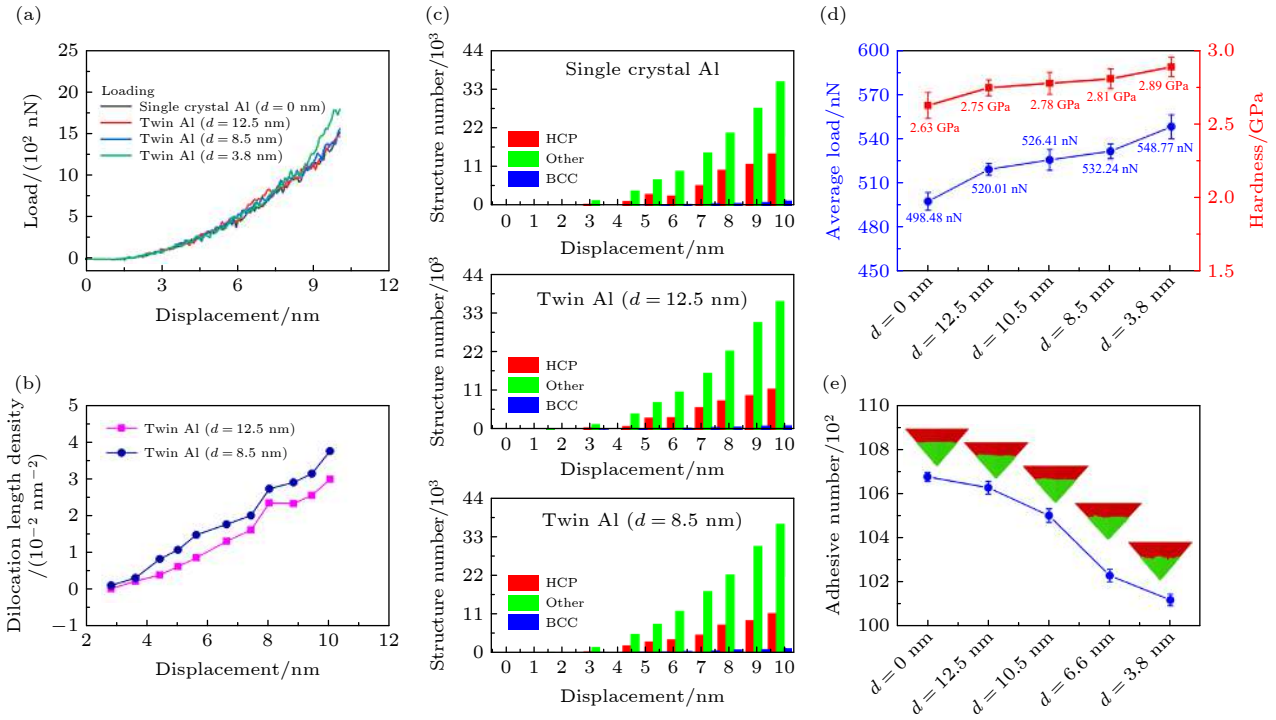 (a)
25
20
15
10
5
0
0
3
6
9
12
Load/(10² nN)
Displacement/nm
Loading
Single crystal Al (d = 0 nm)
Twin Al (d = 12.5 nm)
Twin Al (d = 8.5 nm)
Twin Al (d = 3.8 nm)
(b)
5
4
3
2
1
0
−1
2
4
6
8
10
12
Dilocation length density
/(10⁻² nm⁻²)
Displacement/nm
Twin Al (d = 12.5 nm)
Twin Al (d = 8.5 nm)
(c)
44
33
22
11
0
0 1 2 3 4 5 6 7 8 9 10
Structure number/10³
Displacement/nm
Single crystal Al
HCP
Other
BCC
44
33
22
11
0
0 1 2 3 4 5 6 7 8 9 10
Structure number/10³
Displacement/nm
Twin Al (d = 12.5 nm)
HCP
Other
BCC
44
33
22
11
0
0 1 2 3 4 5 6 7 8 9 10
Structure number/10³
Displacement/nm
Twin Al (d = 8.5 nm)
HCP
Other
BCC
(d)
600
570
540
510
480
450
Average load/nN
3.0
2.5
2.0
1.5
Hardness/GPa
2.63 GPa
2.75 GPa
2.78 GPa
2.81 GPa
2.89 GPa
498.48 nN
520.01 nN
526.41 nN
532.24 nN
548.77 nN
d = 0 nm
d = 12.5 nm
d = 10.5 nm
d = 8.5 nm
d = 3.8 nm
(e)
110
108
106
104
102
100
Adhesive number/10²
d = 0 nm
d = 12.5 nm
d = 10.5 nm
d = 6.6 nm
d = 3.8 nm